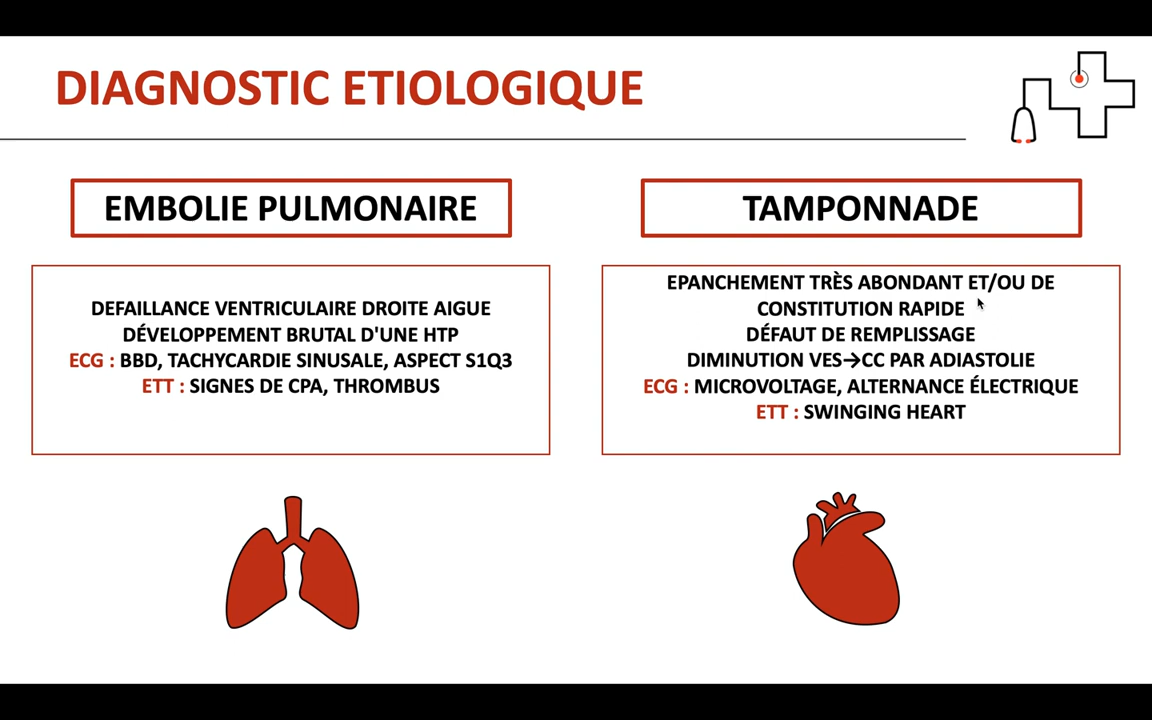 DIAGNOSTIC ETIOLOGIQUE
EMBOLIE PULMONAIRE
DEFAILLANCE VENTRICULAIRE DROITE AIGUE
DÉVELOPPEMENT BRUTAL D'UNE HTP
ECG : BBD, TACHYCARDIE SINUSALE, ASPECT S1Q3
ETT : SIGNES DE CPA, THROMBUS
TAMPONNADE
EPANCHEMENT TRÈS ABONDANT ET/OU DE
CONSTITUTION RAPIDE
DÉFAUT DE REMPLISSAGE
DIMINUTION VES→CC PAR ADIASTOLIE
ECG : MICROVOLTAGE, ALTERNANCE ÉLECTRIQUE
ETT : SWINGING HEART